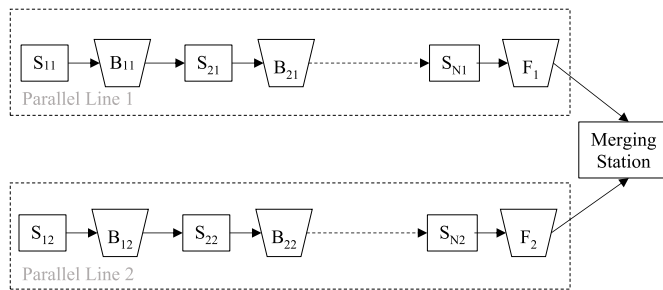 S11 B11 S21 B21 SN1 F1
Parallel Line 1
Merging
Station
S12 B12 S22 B22 SN2 F2
Parallel Line 2